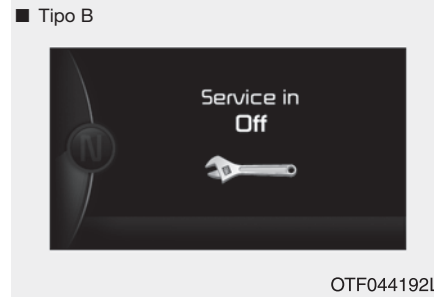 ■ Tipo B
Service in
Off
N
OTF044192L